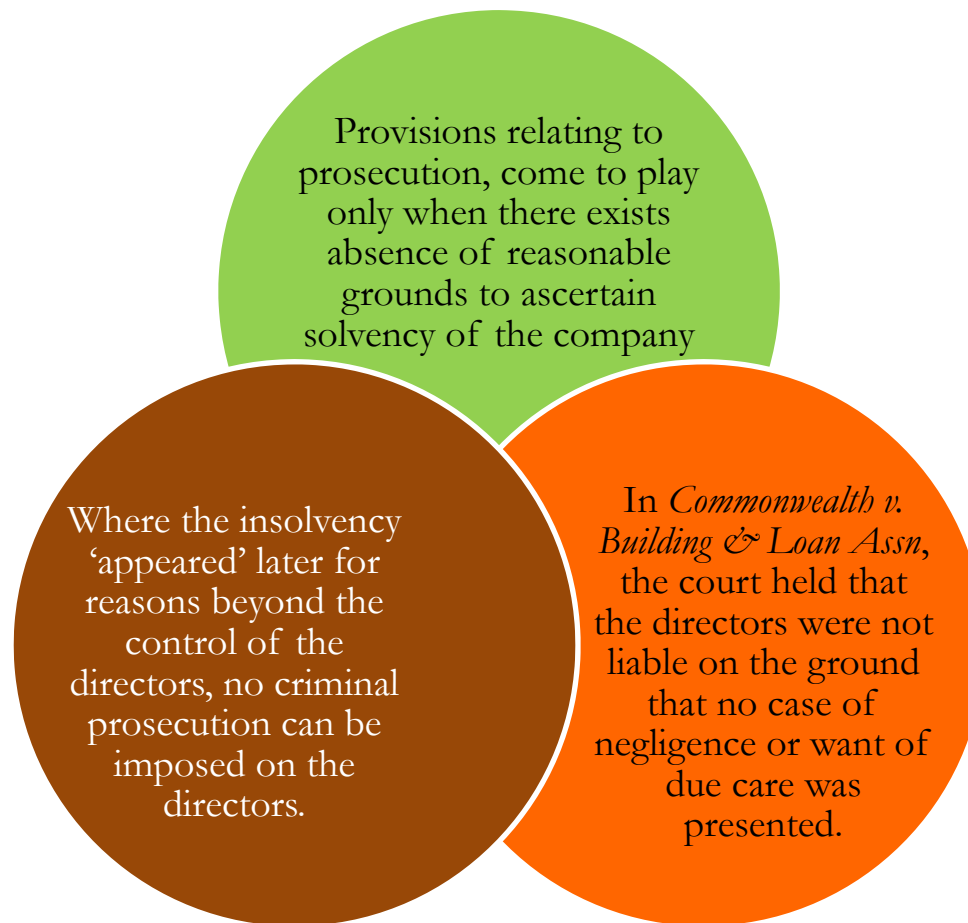 Provisions relating to
prosecution, come to play
only when there exists
absence of reasonable
grounds to ascertain
solvency of the company
Where the insolvency
‘appeared’ later for
reasons beyond the
control of the
directors, no criminal
prosecution can be
imposed on the
directors.
In Commonwealth v.
Building & Loan Assn,
the court held that
the directors were not
liable on the ground
that no case of
negligence or want of
due care was
presented.